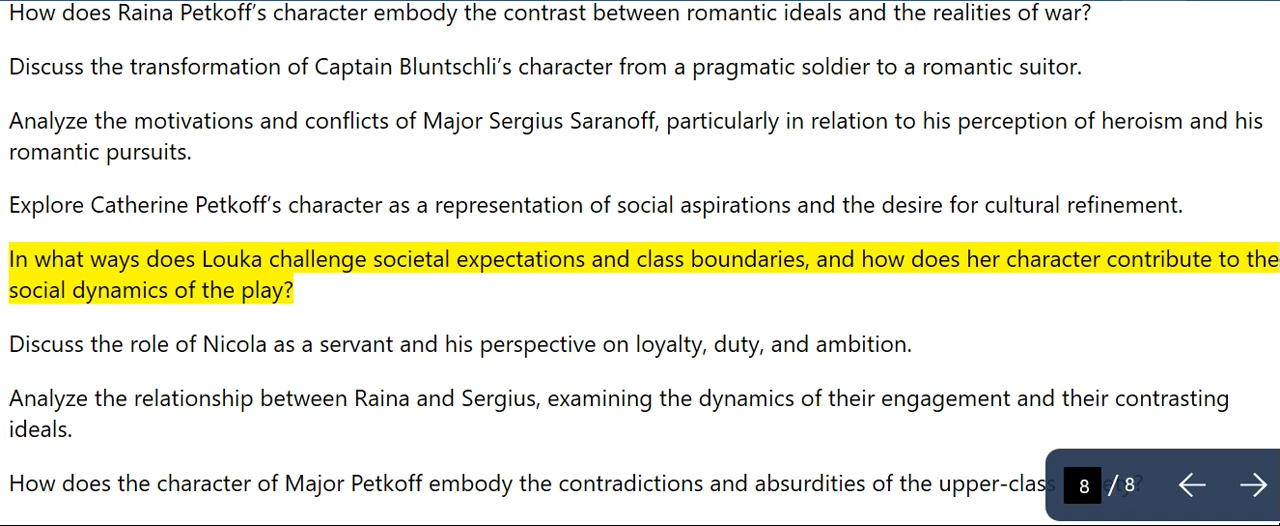 How does Raina Petkoff’s character embody the contrast between romantic ideals and the realities of war?
Discuss the transformation of Captain Bluntschli’s character from a pragmatic soldier to a romantic suitor.
Analyze the motivations and conflicts of Major Sergius Saranoff, particularly in relation to his perception of heroism and his
romantic pursuits.
Explore Catherine Petkoff’s character as a representation of social aspirations and the desire for cultural refinement.
In what ways does Louka challenge societal expectations and class boundaries, and how does her character contribute to the
social dynamics of the play?
Discuss the role of Nicola as a servant and his perspective on loyalty, duty, and ambition.
Analyze the relationship between Raina and Sergius, examining the dynamics of their engagement and their contrasting
ideals.
How does the character of Major Petkoff embody the contradictions and absurdities of the upper-class
8 / 8